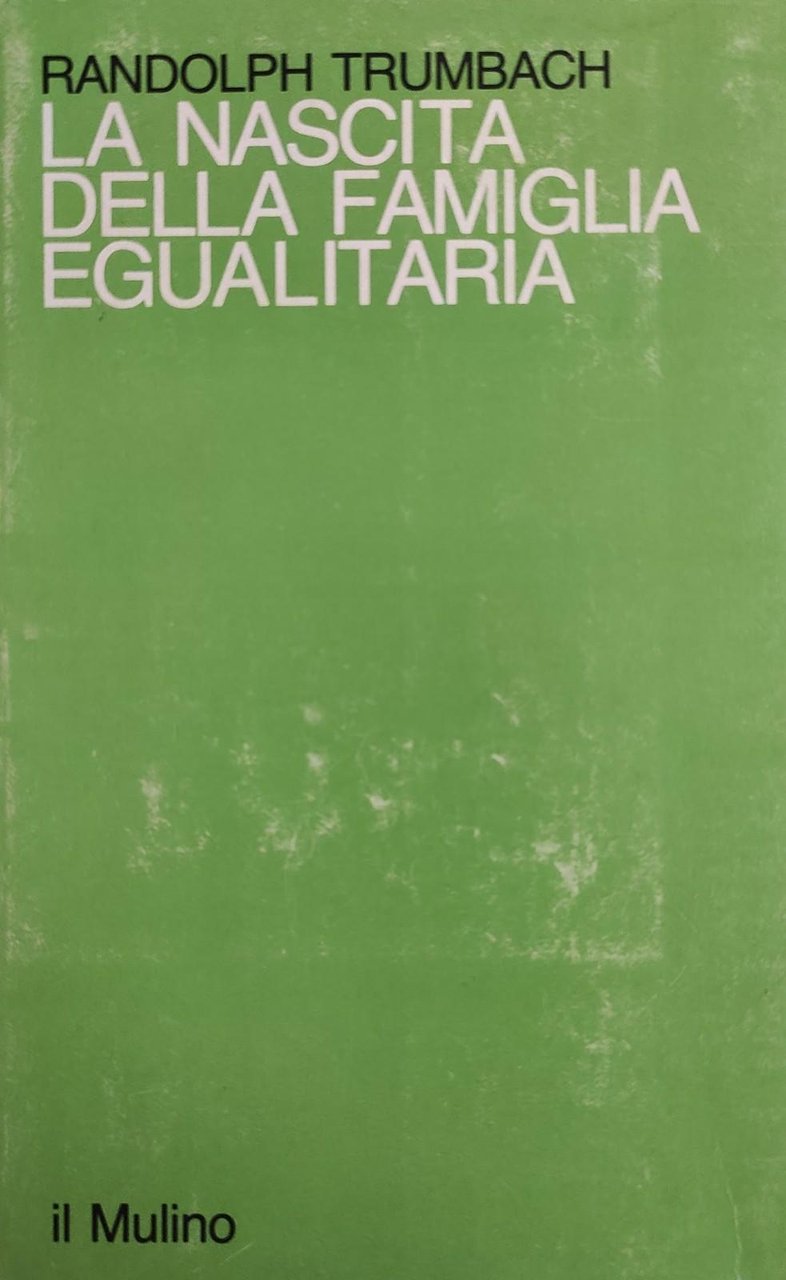 RANDOLPH TRUMBACH
LA NASCITA
DELLA FAMIGLIA
EGUALITARIA
il Mulino